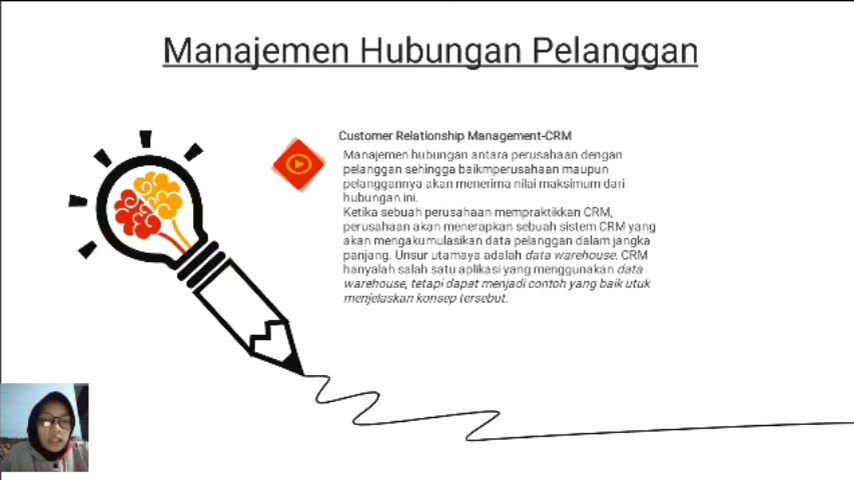 Manajemen Hubungan Pelanggan
Customer Relationship Management-CRM
Manajemen hubungan antara perusahaan dengan
pelanggan sehingga baikmperusahaan maupun
pelanggannya akan menerima nilai maksimum dari
hubungan ini.
Ketika sebuah perusahaan mempraktikkan CRM,
perusahaan akan menerapkan sebuah sistem CRM yang
akan mengakumulasikan data pelanggan dalam jangka
panjang. Unsur utamaya adalah data warehouse. CRM
hanyalah salah satu aplikasi yang menggunakan data
warehouse, tetapi dapat menjadi contoh yang baik utuk
menjelaskan konsep tersebut.